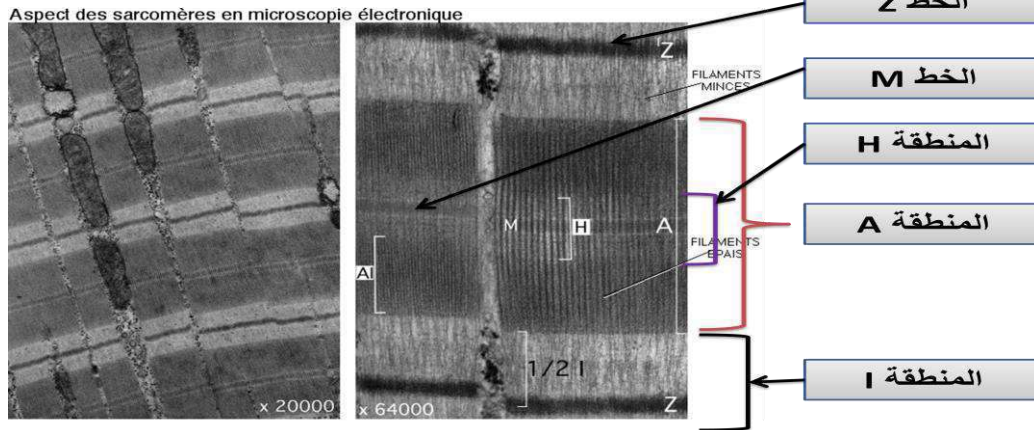 Aspect des sarcomères en microscopie électronique
الخط Z
Z
FILAMENTS
MINCES
الخط M
المنطقة H
M
H
A
المنطقة A
FILAMENTS
EPAIS
AI
1/2 I
المنطقة I
x 20000
x 64000
Z